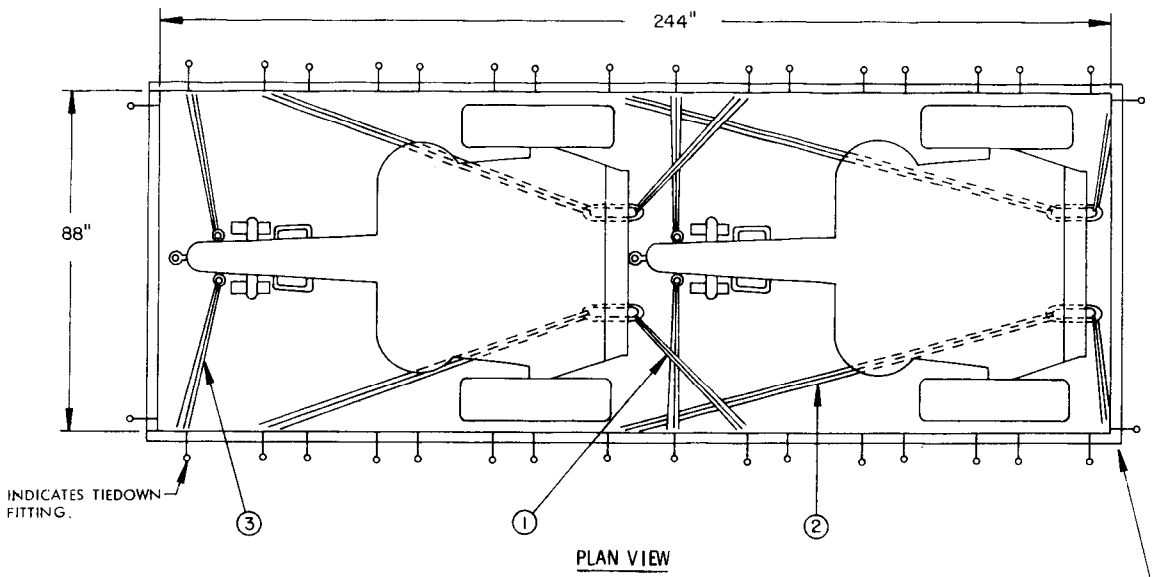 244"
88"
INDICATES TIEDOWN
FITTING.
3
1
2
PLAN VIEW